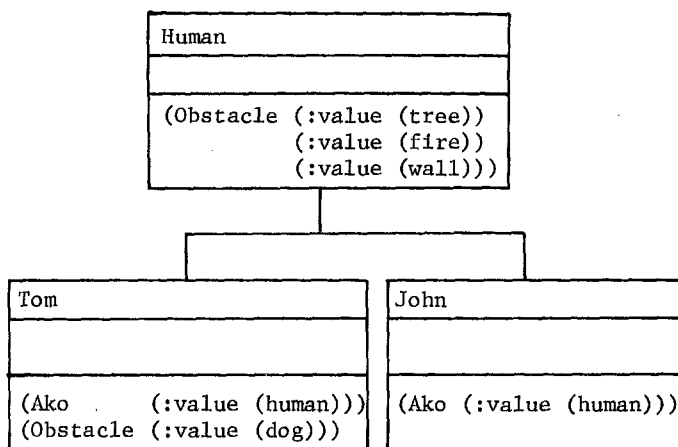 Human
(Obstacle (:value (tree))
(:value (fire))
(:value (wall)))
Tom
(Ako (:value (human)))
(Obstacle (:value (dog)))
John
(Ako (:value (human)))